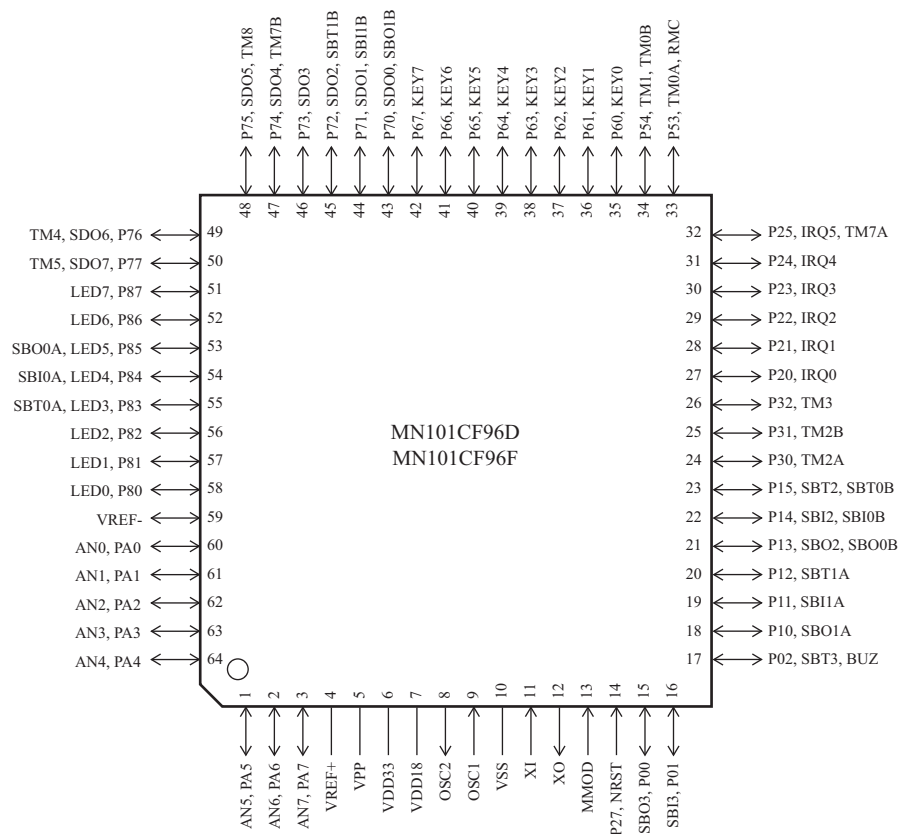 P75, SDO5, TM8
P74, SDO4, TM7B
P73, SDO3
P72, SDO2, SBT1B
P71, SDO1, SBI1B
P70, SDO0, SBO1B
P67, KEY7
P66, KEY6
P65, KEY5
P64, KEY4
P63, KEY3
P62, KEY2
P61, KEY1
P60, KEY0
P54, TM1, TM0B
P53, TM0A, RMC
48
47
46
45
44
43
42
41
40
39
38
37
36
35
34
33
TM4, SDO6, P76 49
TM5, SDO7, P77 50
LED7, P87 51
LED6, P86 52
SBO0A, LED5, P85 53
SBI0A, LED4, P84 54
SBT0A, LED3, P83 55
LED2, P82 56
LED1, P81 57
LED0, P80 58
VREF- 59
AN0, PA0 60
AN1, PA1 61
AN2, PA2 62
AN3, PA3 63
AN4, PA4 64
MN101CF96D
MN101CF96F
32 P25, IRQ5, TM7A
31 P24, IRQ4
30 P23, IRQ3
29 P22, IRQ2
28 P21, IRQ1
27 P20, IRQ0
26 P32, TM3
25 P31, TM2B
24 P30, TM2A
23 P15, SBT2, SBT0B
22 P14, SBI2, SBI0B
21 P13, SBO2, SBO0B
20 P12, SBT1A
19 P11, SBI1A
18 P10, SBO1A
17 P02, SBT3, BUZ
1
2
3
4
5
6
7
8
9
10
11
12
13
14
15
16
AN5, PA5
AN6, PA6
AN7, PA7
VREF+
VPP
VDD33
VDD18
OSC2
OSC1
VSS
XI
XO
MMOD
P27, NRST
SBO3, P00
SBI3, P01